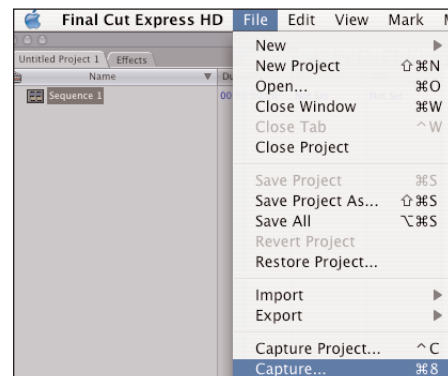 Final Cut Express HD File Edit View Mark
Untitled Project 1 Effects
Name Du
Sequence 1 00
New
New Project ⇧⌘N
Open... ⌘O
Close Window ⌘W
Close Tab ^W
Close Project
Save Project ⌘S
Save Project As... ⇧⌘S
Save All ⌥⌘S
Revert Project
Restore Project...
Import
Export
Capture Project... ^C
Capture... ⌘8